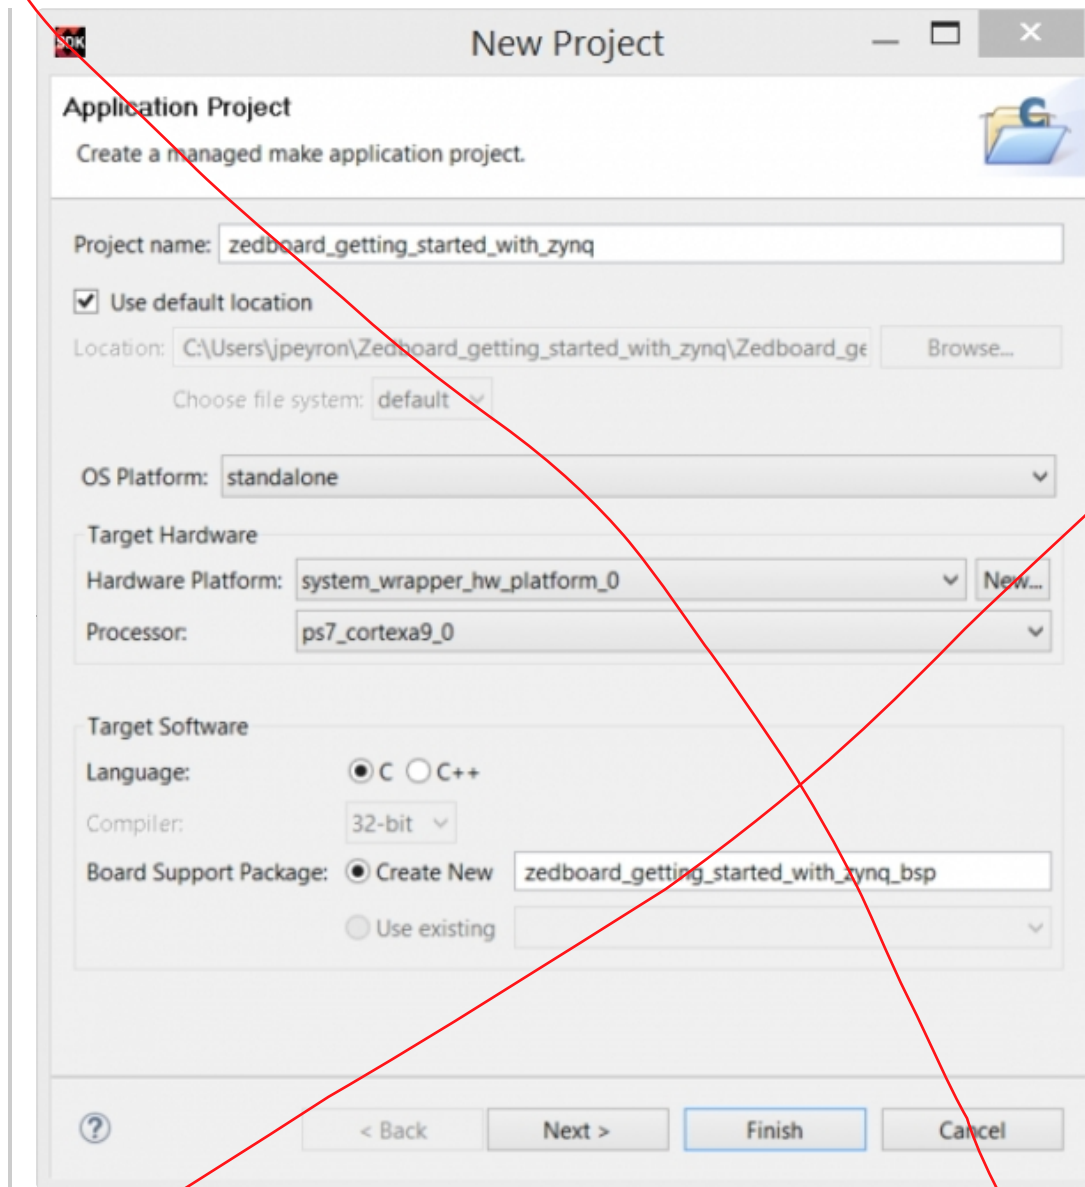 SDK New Project
Application Project
Create a managed make application project.
Project name: zedboard_getting_started_with_zynq
Use default location
Location: C:\Users\jpeyron\Zedboard_getting_started_with_zynq\Zedboard_ge Browse...
Choose file system: default
OS Platform: standalone
Target Hardware
Hardware Platform: system_wrapper_hw_platform_0 New...
Processor: ps7_cortexa9_0
Target Software
Language: C C++
Compiler: 32-bit
Board Support Package: Create New zedboard_getting_started_with_zynq_bsp
Use existing
< Back Next > Finish Cancel